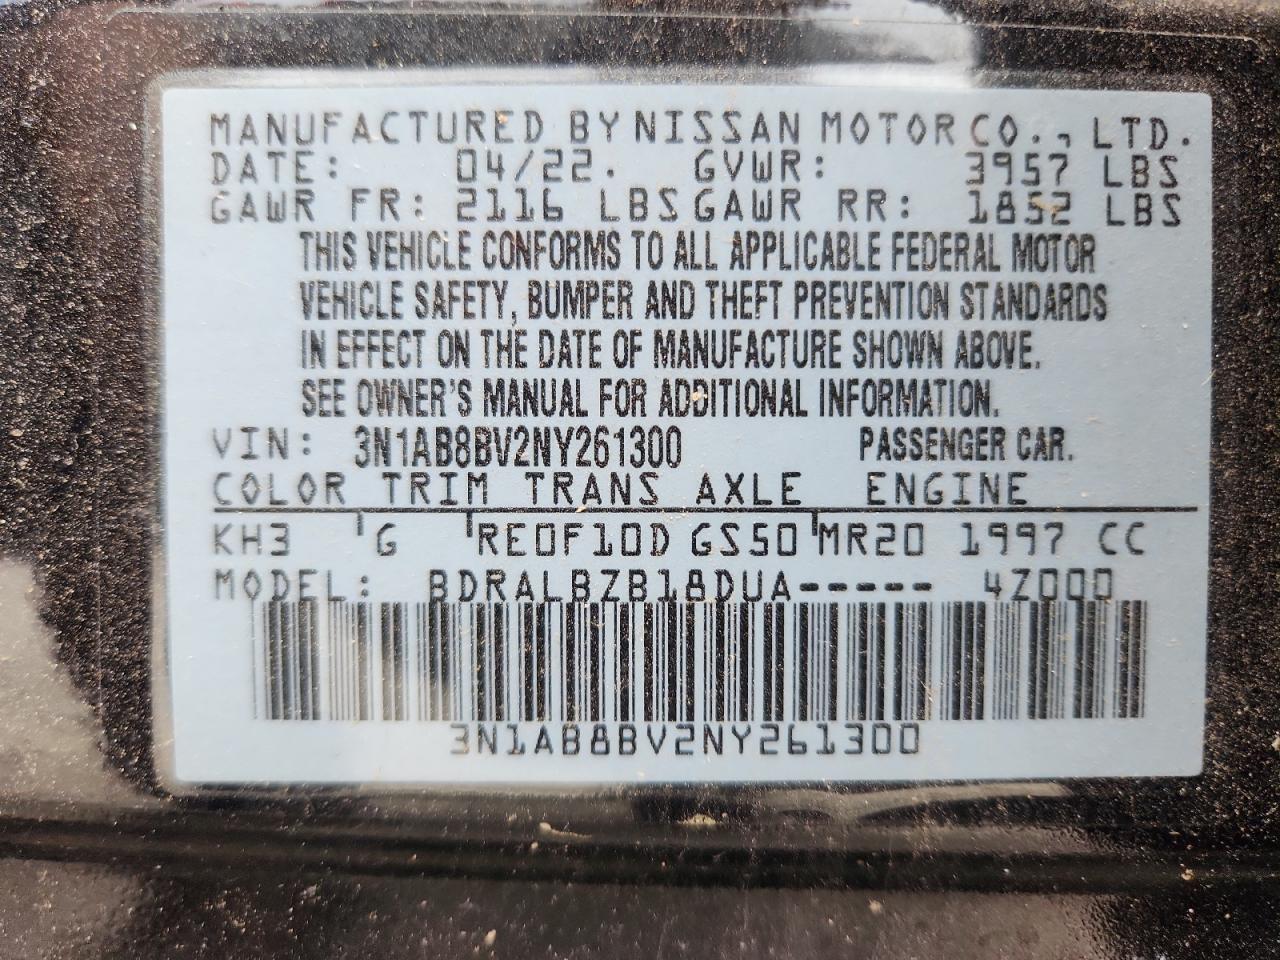 MANUFACTURED BY NISSAN MOTOR CO., LTD.
DATE: 04/22. GVWR: 3957 LBS
GAWR FR: 2116 LBS GAWR RR: 1852 LBS
THIS VEHICLE CONFORMS TO ALL APPLICABLE FEDERAL MOTOR
VEHICLE SAFETY, BUMPER AND THEFT PREVENTION STANDARDS
IN EFFECT ON THE DATE OF MANUFACTURE SHOWN ABOVE.
SEE OWNER'S MANUAL FOR ADDITIONAL INFORMATION.
VIN: 3N1AB8BV2NY261300 PASSENGER CAR.
COLOR TRIM TRANS AXLE ENGINE
KH3 G RE0F10D GS50 MR20 1997 CC
MODEL: BDRALBZB18DUA----- 4Z000
3N1AB8BV2NY261300